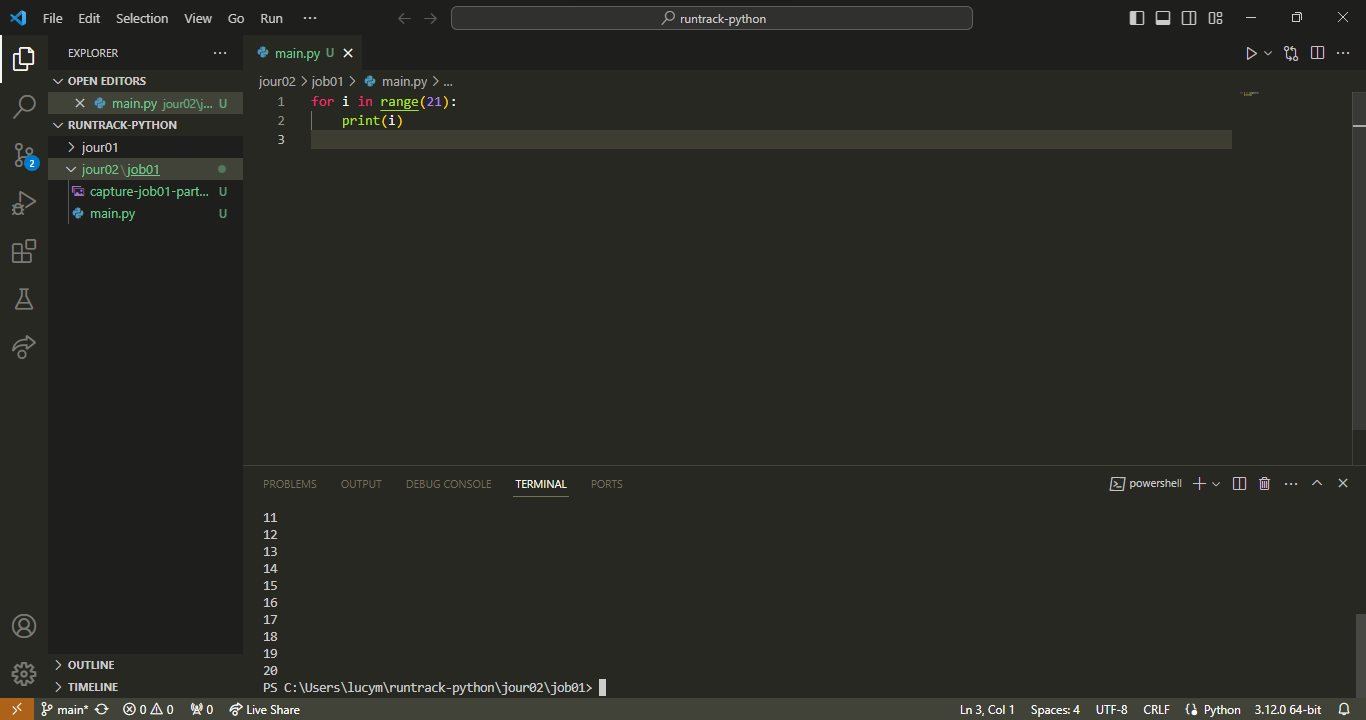 File Edit Selection View Go Run ···
runtrack-python
EXPLORER ···
OPEN EDITORS
main.py jour02\j... U
RUNTRACK-PYTHON
jour01
jour02\job01
capture-job01-part... U
main.py U
OUTLINE
TIMELINE
main.py U
jour02 > job01 > main.py > ...
1 for i in range(21):
2     print(i)
3
PROBLEMS OUTPUT DEBUG CONSOLE TERMINAL PORTS
powershell
11
12
13
14
15
16
17
18
19
20
PS C:\Users\lucym\runtrack-python\jour02\job01>
2
main* 0 0 0 Live Share
Ln 3, Col 1 Spaces: 4 UTF-8 CRLF Python 3.12.0 64-bit